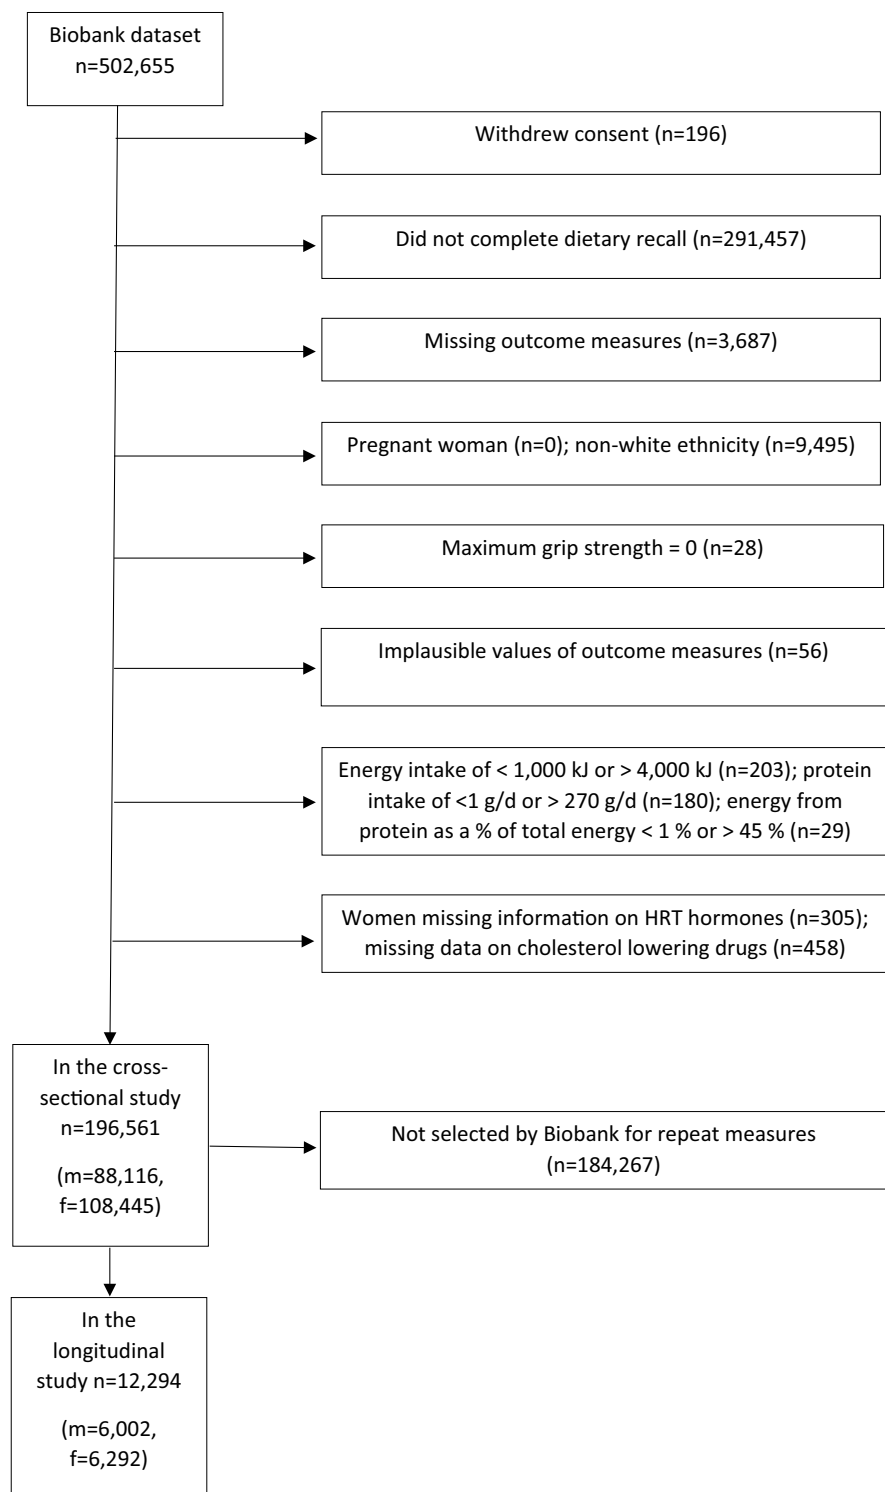 Biobank dataset
n=502,655
Withdrew consent (n=196)
Did not complete dietary recall (n=291,457)
Missing outcome measures (n=3,687)
Pregnant woman (n=0); non-white ethnicity (n=9,495)
Maximum grip strength = 0 (n=28)
Implausible values of outcome measures (n=56)
Energy intake of < 1,000 kJ or > 4,000 kJ (n=203); protein
intake of <1 g/d or > 270 g/d (n=180); energy from
protein as a % of total energy < 1 % or > 45 % (n=29)
Women missing information on HRT hormones (n=305);
missing data on cholesterol lowering drugs (n=458)
In the cross-
sectional study
n=196,561
(m=88,116,
f=108,445)
Not selected by Biobank for repeat measures
(n=184,267)
In the
longitudinal
study n=12,294
(m=6,002,
f=6,292)